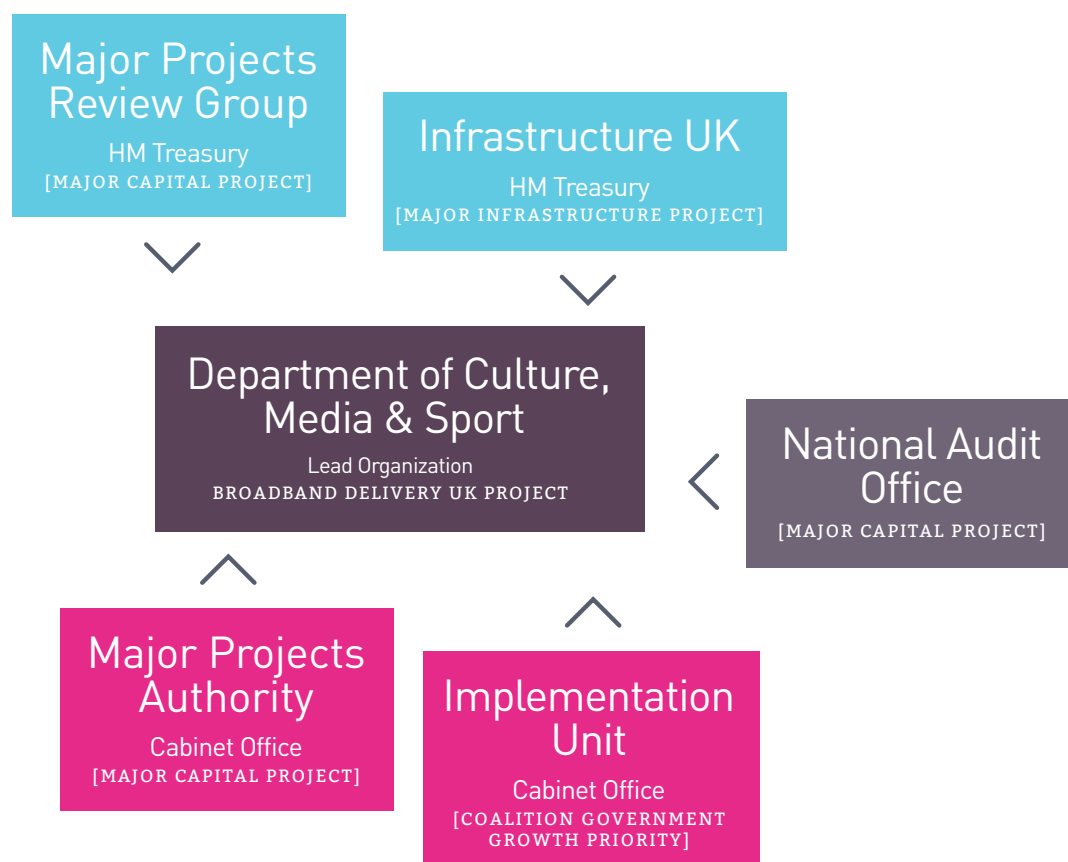 Major Projects
Review Group
HM Treasury
[MAJOR CAPITAL PROJECT]
Infrastructure UK
HM Treasury
[MAJOR INFRASTRUCTURE PROJECT]
Department of Culture,
Media & Sport
Lead Organization
BROADBAND DELIVERY UK PROJECT
National Audit
Office
[MAJOR CAPITAL PROJECT]
Major Projects
Authority
Cabinet Office
[MAJOR CAPITAL PROJECT]
Implementation
Unit
Cabinet Office
[COALITION GOVERNMENT
GROWTH PRIORITY]